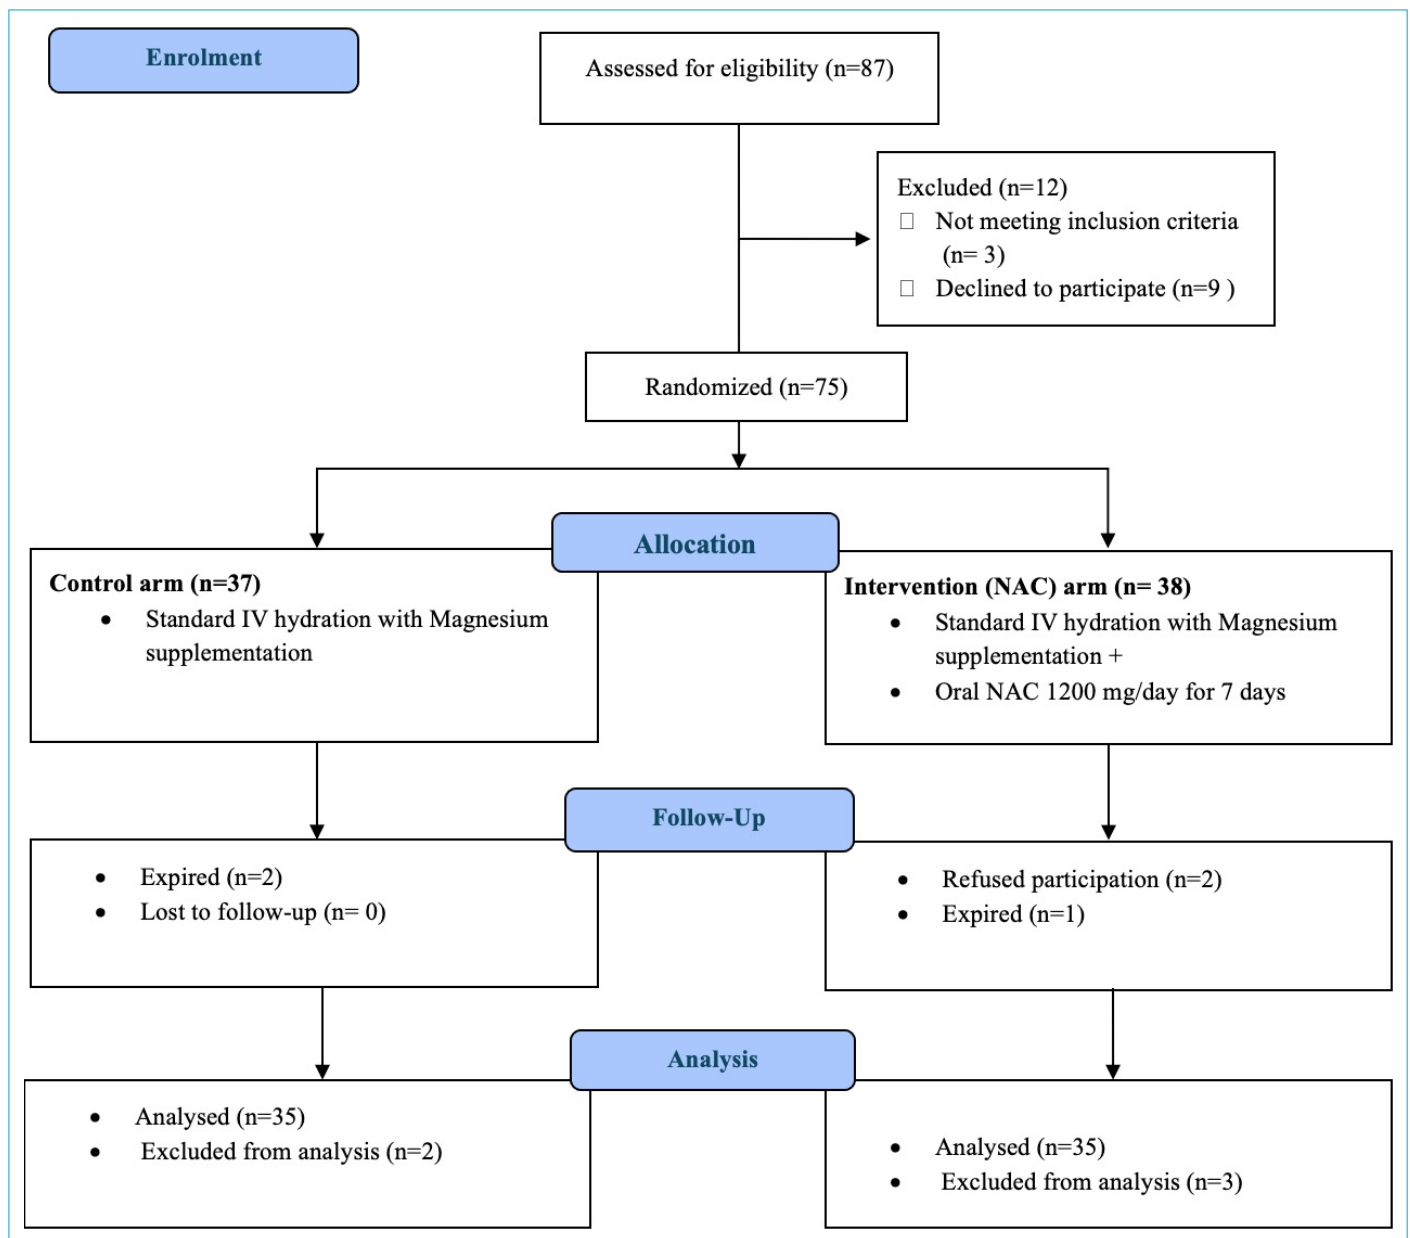 Enrolment
Assessed for eligibility (n=87)
Excluded (n=12)
□ Not meeting inclusion criteria
(n= 3)
□ Declined to participate (n=9 )
Randomized (n=75)
Allocation
Control arm (n=37)
• Standard IV hydration with Magnesium
supplementation
Intervention (NAC) arm (n= 38)
• Standard IV hydration with Magnesium
supplementation +
• Oral NAC 1200 mg/day for 7 days
Follow-Up
• Expired (n=2)
• Lost to follow-up (n= 0)
• Refused participation (n=2)
• Expired (n=1)
Analysis
• Analysed (n=35)
• Excluded from analysis (n=2)
• Analysed (n=35)
• Excluded from analysis (n=3)